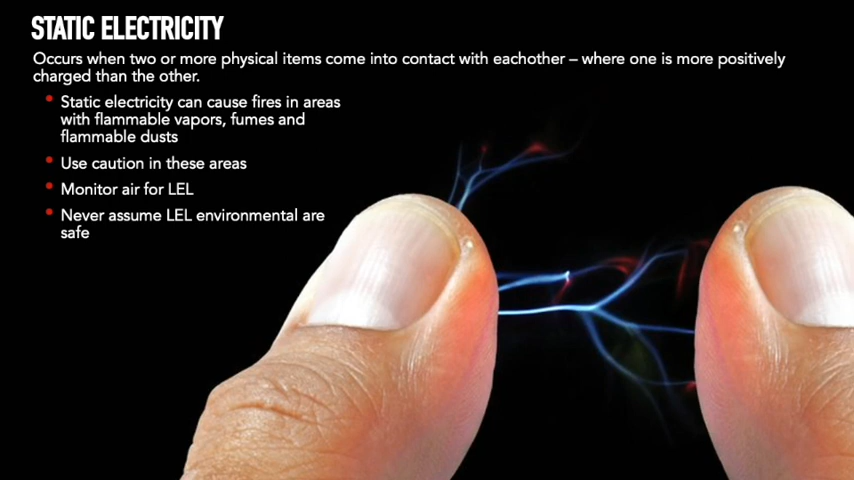 STATIC ELECTRICITY
Occurs when two or more physical items come into contact with eachother – where one is more positively
charged than the other.
• Static electricity can cause fires in areas
with flammable vapors, fumes and
flammable dusts
• Use caution in these areas
• Monitor air for LEL
• Never assume LEL environmental are
safe